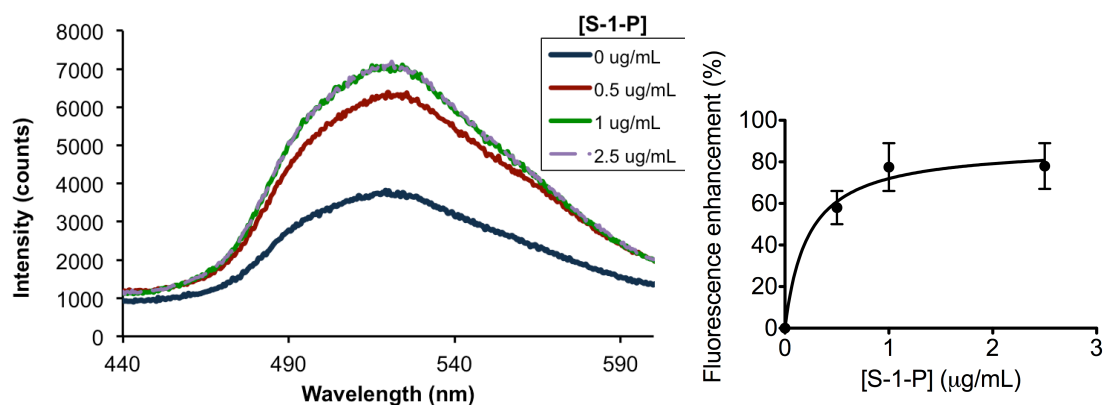 [S-1-P]
0 ug/mL
0.5 ug/mL
1 ug/mL
2.5 ug/mL
8000
7000
6000
5000
4000
3000
2000
1000
0
Intensity (counts)
440
490
540
590
Wavelength (nm)
Fluorescence enhancement (%)
100
80
60
40
20
0
0
1
2
3
[S-1-P] (μg/mL)